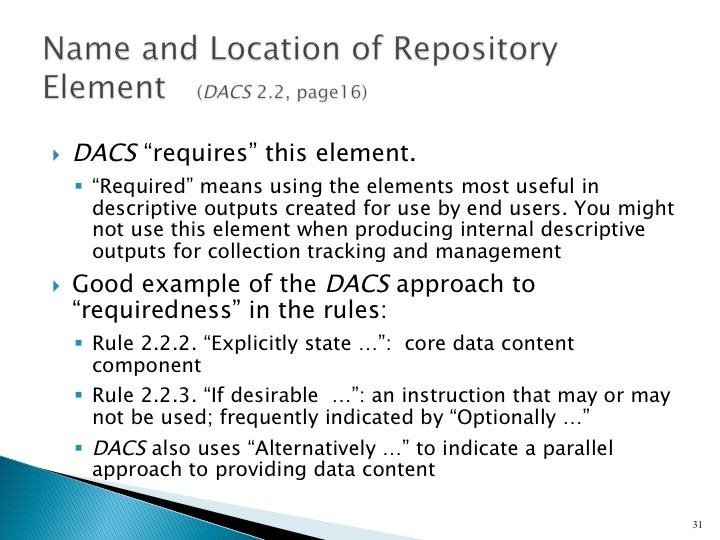 Name and Location of Repository
Element (DACS 2.2, page16)
DACS “requires” this element.
“Required” means using the elements most useful in
descriptive outputs created for use by end users. You might
not use this element when producing internal descriptive
outputs for collection tracking and management
Good example of the DACS approach to
“requiredness” in the rules:
Rule 2.2.2. “Explicitly state …”: core data content
component
Rule 2.2.3. “If desirable …”: an instruction that may or may
not be used; frequently indicated by “Optionally …”
DACS also uses “Alternatively …” to indicate a parallel
approach to providing data content
31